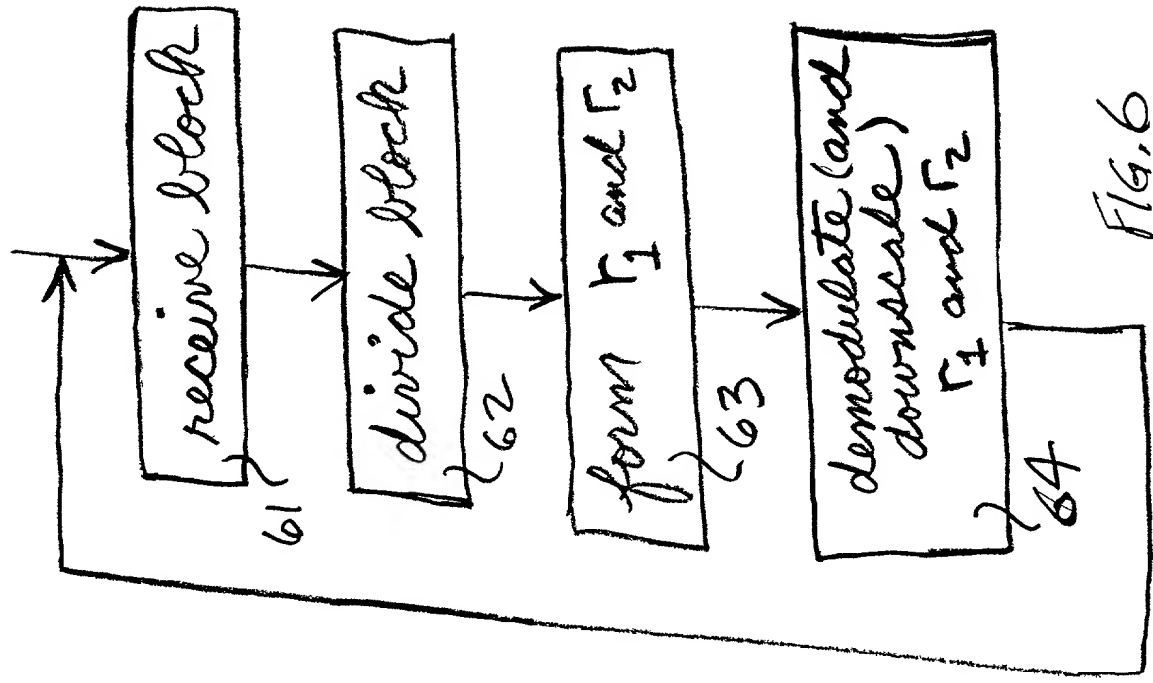 receive block
61
divide block
62
form r1 and r2
63
demodulate (and
downscale)
r1 and r2
64
FIG. 6